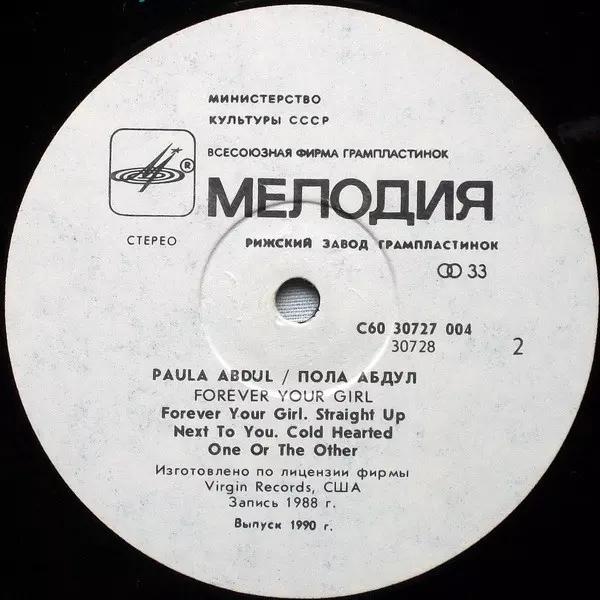 МИНИСТЕРСТВО
КУЛЬТУРЫ СССР
ВСЕСОЮЗНАЯ ФИРМА ГРАМПЛАСТИНОК
®
МЕЛОДИЯ
СТЕРЕО
РИЖСКИЙ ЗАВОД ГРАМПЛАСТИНОК
33
С60 30727 004
30728
2
PAULA ABDUL / ПОЛА АБДУЛ
FOREVER YOUR GIRL
Forever Your Girl. Straight Up
Next To You. Cold Hearted
One Or The Other
Изготовлено по лицензии фирмы
Virgin Records, США
Запись 1988 г.
Выпуск 1990 г.